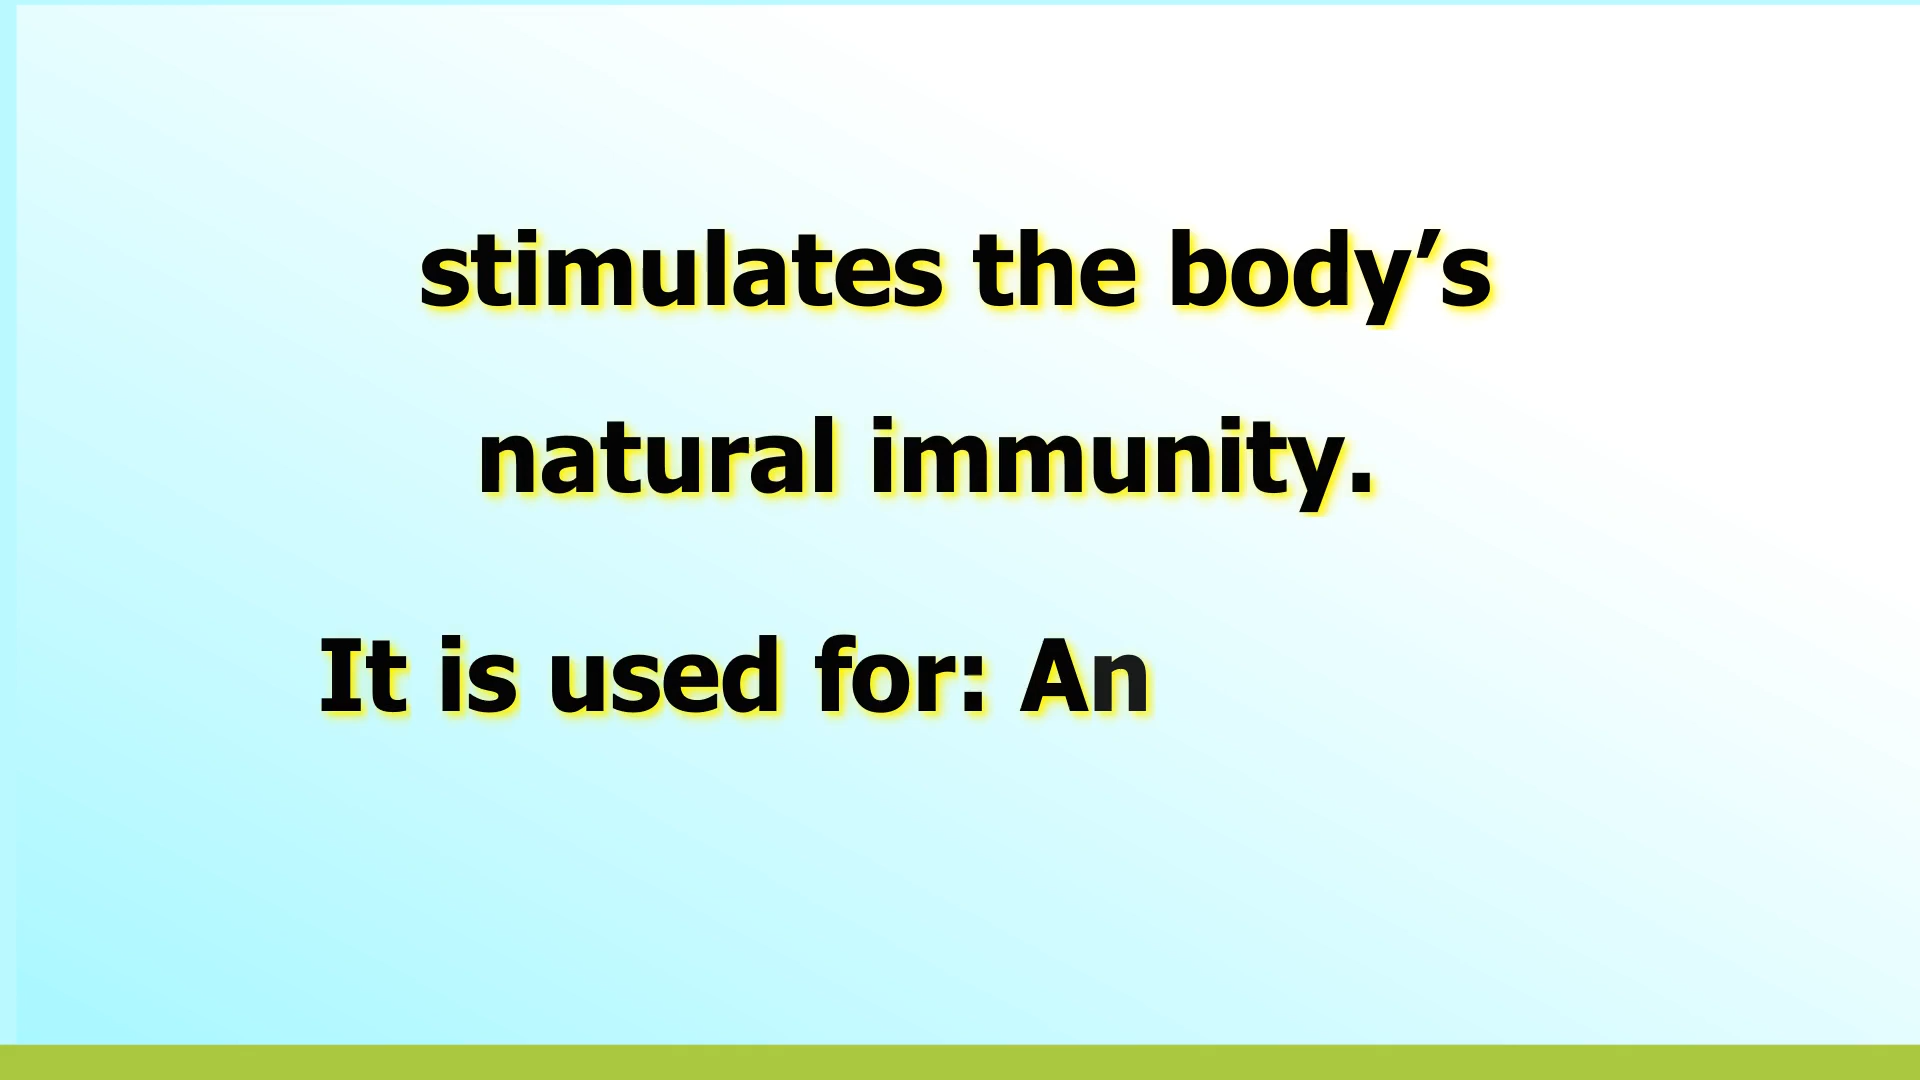 stimulates the body’s
natural immunity.
It is used for: An